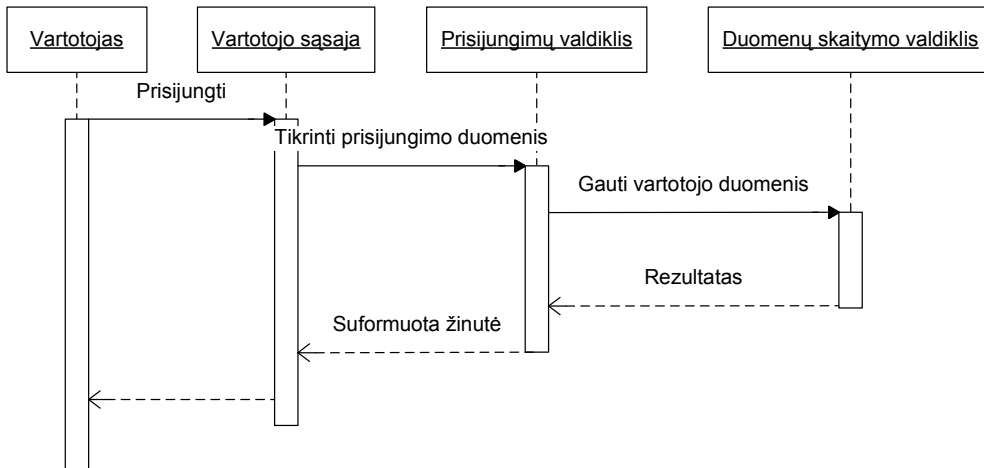 Vartotojas
Vartotojo sąsaja
Prisijungimų valdiklis
Duomenų skaitymo valdiklis
Prisijungti
Tikrinti prisijungimo duomenis
Gauti vartotojo duomenis
Rezultatas
Suformuota žinutė